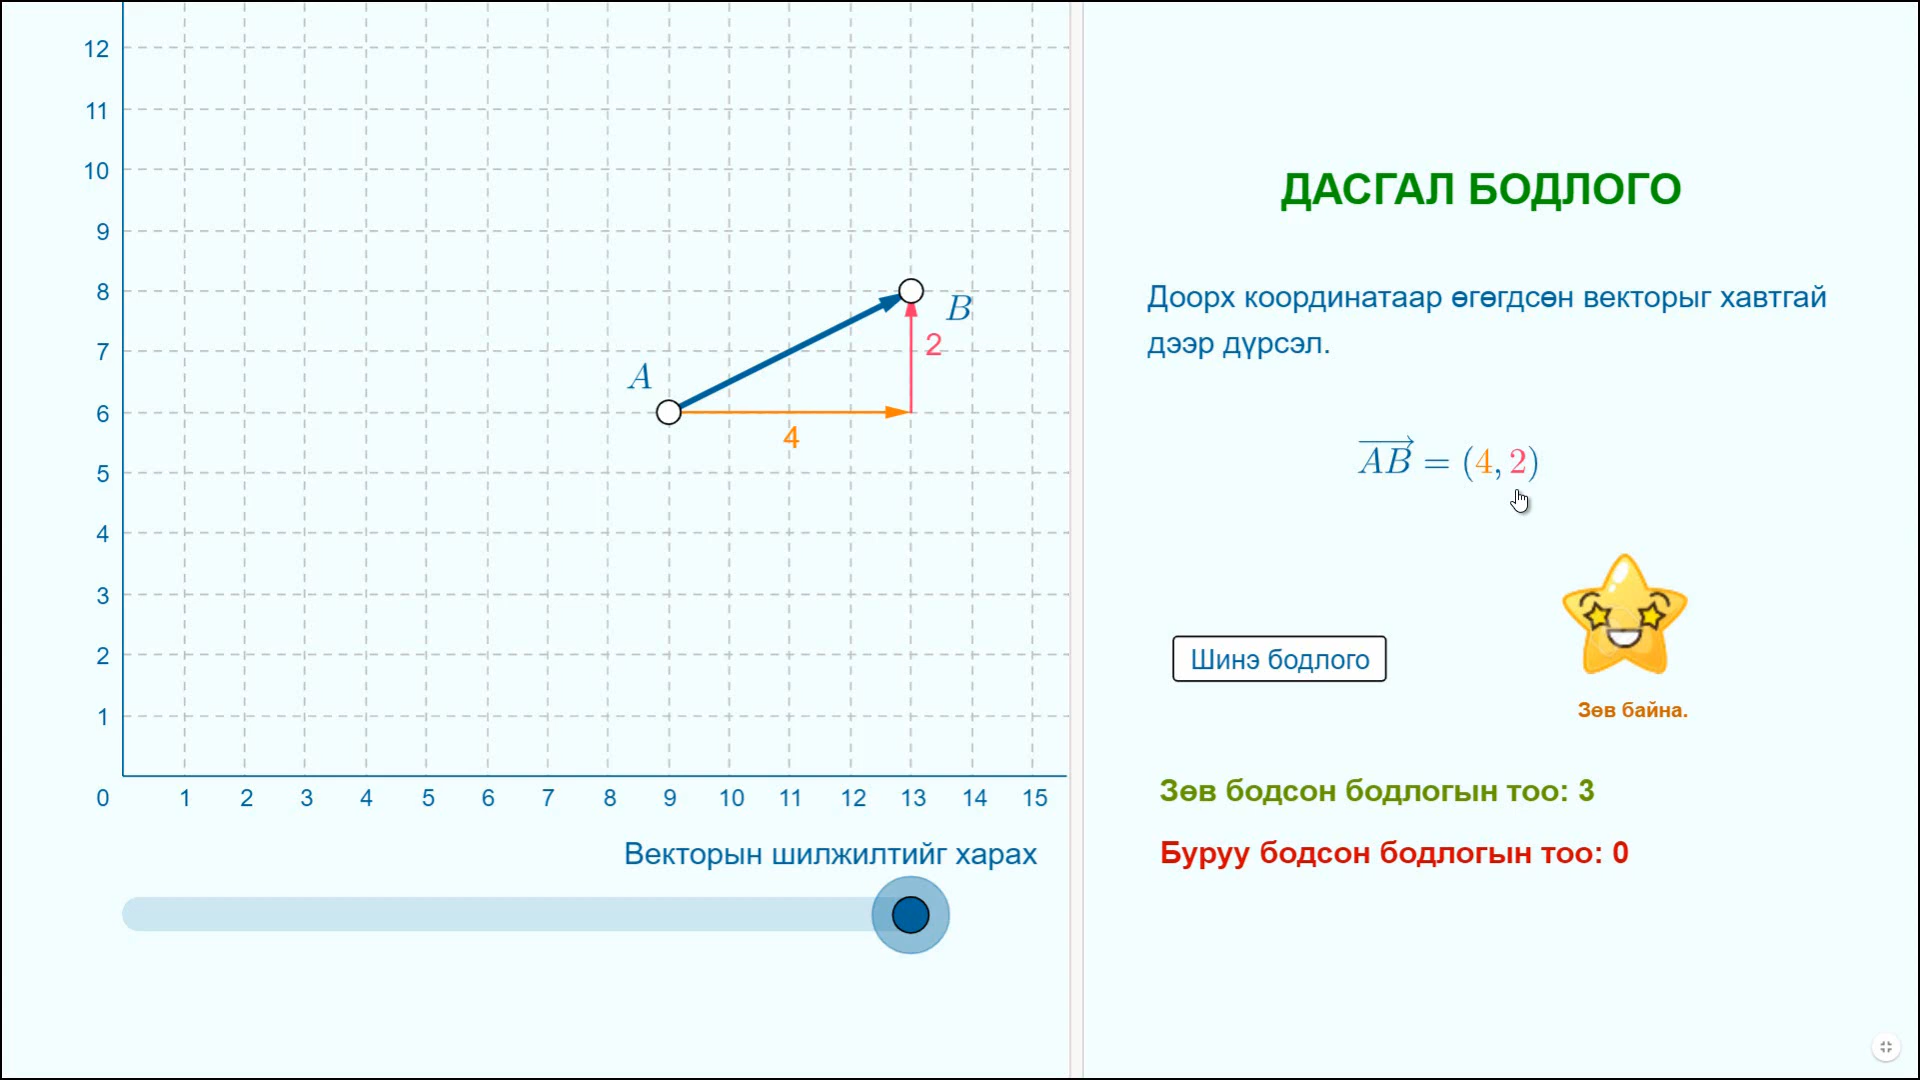 12
11
10
9
8
7
6
5
4
3
2
1
0 1 2 3 4 5 6 7 8 9 10 11 12 13 14 15
A
B
2
4
Векторын шилжилтийг харах
ДАСГАЛ БОДЛОГО
Доорх координатаар өгөгдсөн векторыг хавтгай
дээр дүрсэл.
AB = (4, 2)
Шинэ бодлого
Зөв байна.
Зөв бодсон бодлогын тоо: 3
Буруу бодсон бодлогын тоо: 0